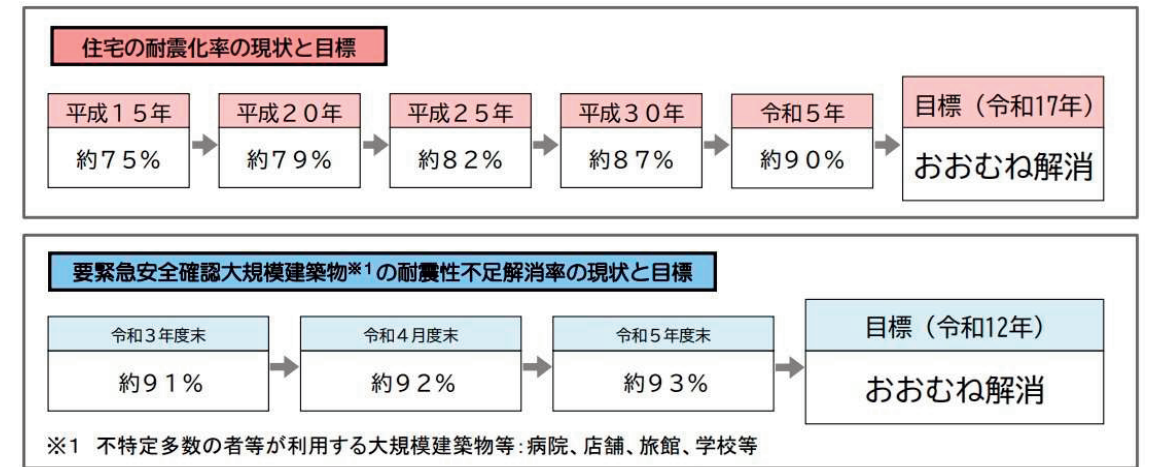 住宅の耐震化率の現状と目標
平成15年
平成20年
平成25年
平成30年
令和5年
目標(令和17年)
約75%
約79%
約82%
約87%
約90%
おおむね解消
要緊急安全確認大規模建築物※1の耐震性不足解消率の現状と目標
令和3年度末
令和4月度末
令和5年度末
目標(令和12年)
約91%
約92%
約93%
おおむね解消
※1 不特定多数の者等が利用する大規模建築物等:病院、店舗、旅館、学校等